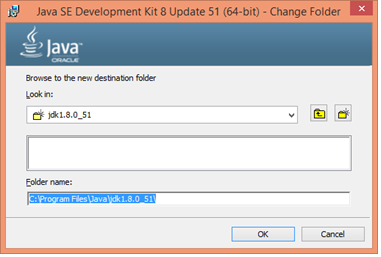 Java SE Development Kit 8 Update 51 (64-bit) - Change Folder
Java
ORACLE
Browse to the new destination folder
Look in:
jdk1.8.0_51
Folder name:
C:\Program Files\Java\jdk1.8.0_51\
OK
Cancel